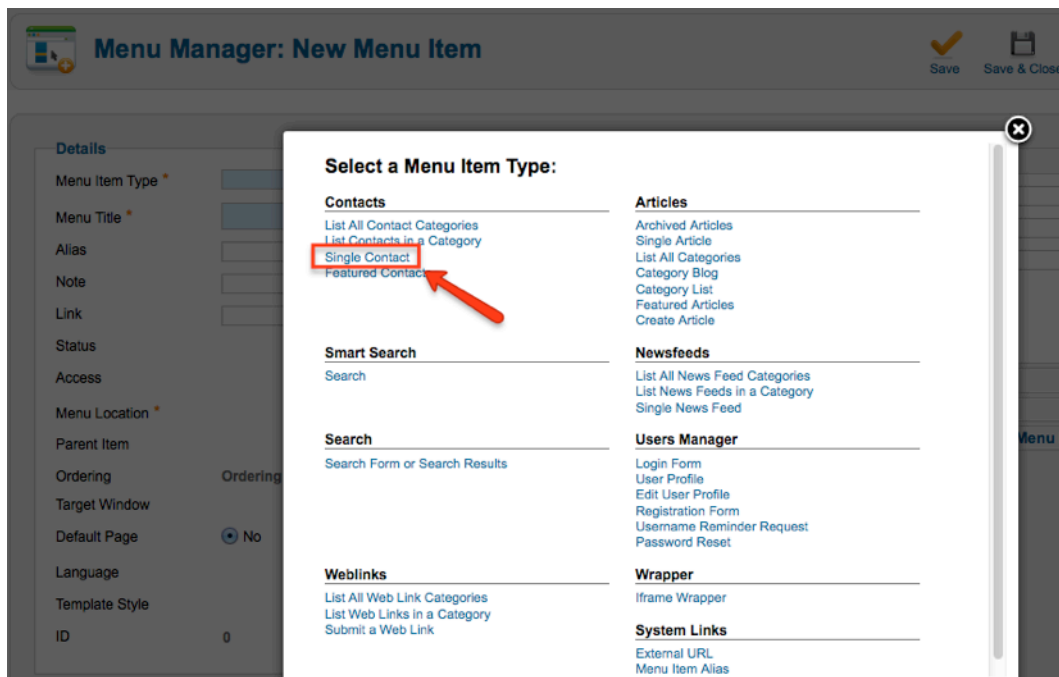 Menu Manager: New Menu Item
Save
Save & Close
Details
Menu Item Type *
Menu Title *
Alias
Note
Link
Status
Access
Menu Location *
Parent Item
Ordering
Ordering
Target Window
Default Page
No
Language
Template Style
ID
0
Menu
Select a Menu Item Type:
Contacts
List All Contact Categories
List Contacts in a Category
Single Contact
Featured Contacts
Smart Search
Search
Search
Search Form or Search Results
Weblinks
List All Web Link Categories
List Web Links in a Category
Submit a Web Link
Articles
Archived Articles
Single Article
List All Categories
Category Blog
Category List
Featured Articles
Create Article
Newsfeeds
List All News Feed Categories
List News Feeds in a Category
Single News Feed
Users Manager
Login Form
User Profile
Edit User Profile
Registration Form
Username Reminder Request
Password Reset
Wrapper
Iframe Wrapper
System Links
External URL
Menu Item Alias